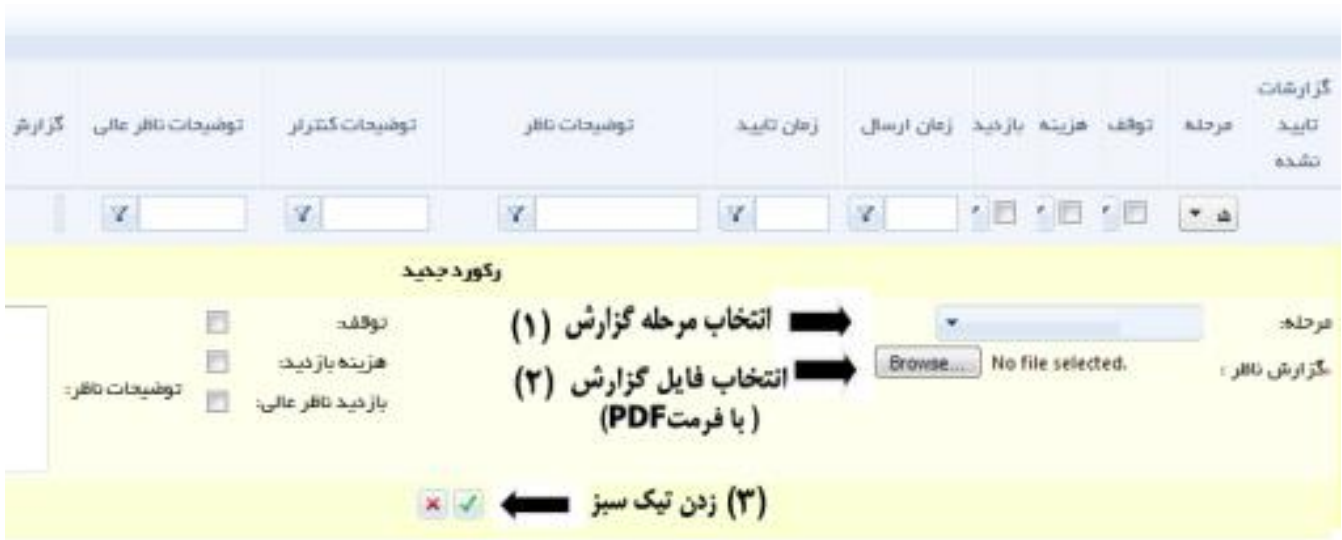 گزارشات تایید نشده مرحله توقف هزینه بازدید زمان ارسال زمان تایید توضیحات ناظر توضیحات کنترلر توضیحات ناظر عالی گزارش
رکورد جدید
مرحله: (۱) انتخاب مرحله گزارش توقف:
گزارش ناظر : Browse... No file selected. (۲) انتخاب فایل گزارش هزینه بازدید:
(با فرمتPDF) بازدید ناظر عالی: توضیحات ناظر:
(۳) زدن تیک سبز